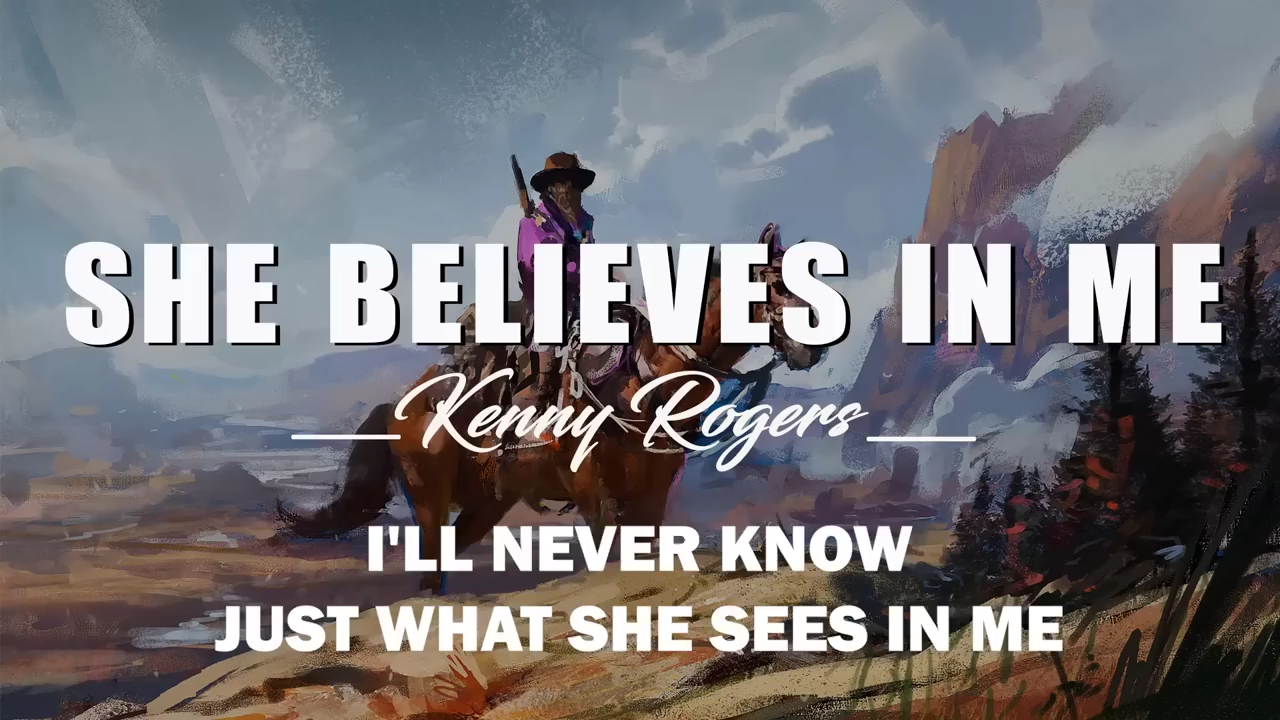 SHE BELIEVES IN ME
Kenny Rogers
I'LL NEVER KNOW
JUST WHAT SHE SEES IN ME